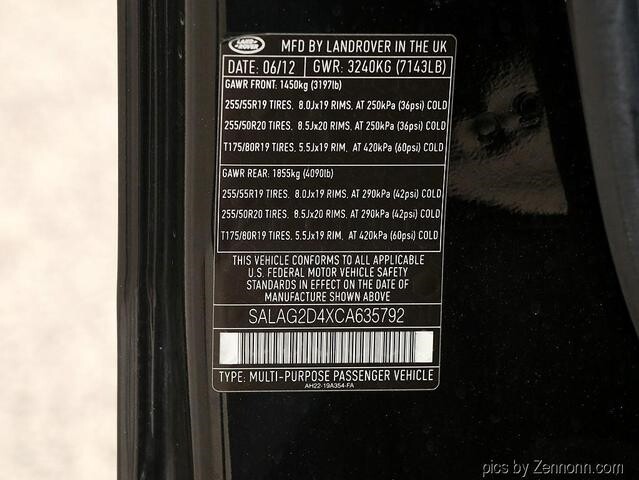 LAND ROVER MFD BY LANDROVER IN THE UK
DATE: 06/12 GWR: 3240KG (7143LB)
GAWR FRONT: 1450kg (3197lb)
255/55R19 TIRES, 8.0Jx19 RIMS, AT 250kPa (36psi) COLD
255/50R20 TIRES, 8.5Jx20 RIMS, AT 250kPa (36psi) COLD
T175/80R19 TIRES, 5.5Jx19 RIM, AT 420kPa (60psi) COLD
GAWR REAR: 1855kg (4090lb)
255/55R19 TIRES, 8.0Jx19 RIMS, AT 290kPa (42psi) COLD
255/50R20 TIRES, 8.5Jx20 RIMS, AT 290kPa (42psi) COLD
T175/80R19 TIRES, 5.5Jx19 RIM, AT 420kPa (60psi) COLD
THIS VEHICLE CONFORMS TO ALL APPLICABLE
U.S. FEDERAL MOTOR VEHICLE SAFETY
STANDARDS IN EFFECT ON THE DATE OF
MANUFACTURE SHOWN ABOVE
SALAG2D4XCA635792
TYPE: MULTI-PURPOSE PASSENGER VEHICLE
AH22-19A354-FA
pics by Zennonn.com